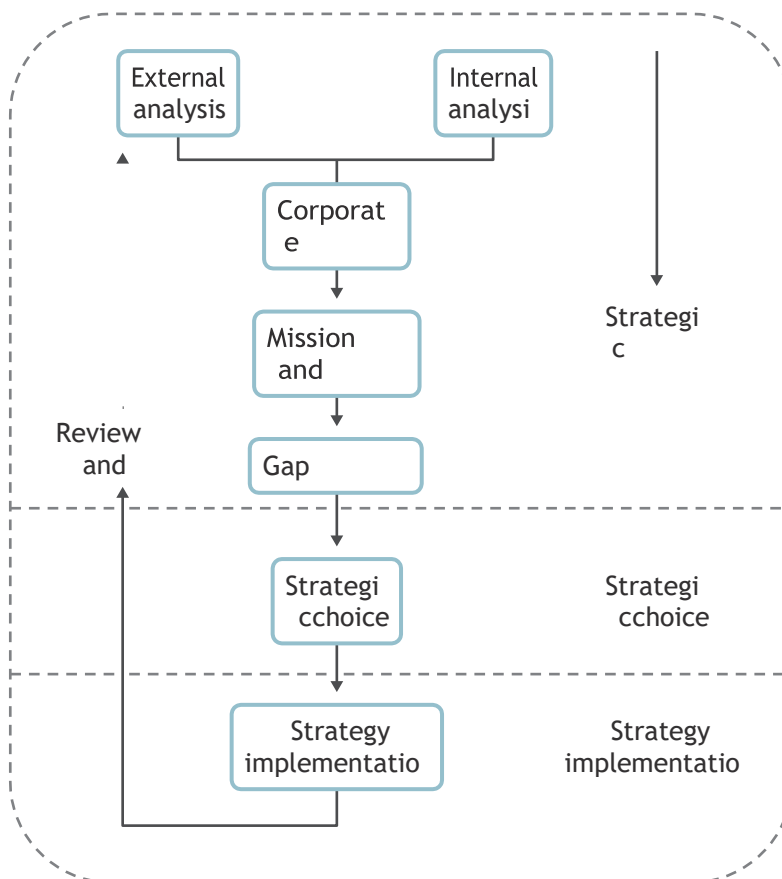 External
analysis
Internal
analysi
Corporat
e
Mission
and
Strategi
c
Review
and
Gap
Strategi
cchoice
Strategi
cchoice
Strategy
implementatio
Strategy
implementatio